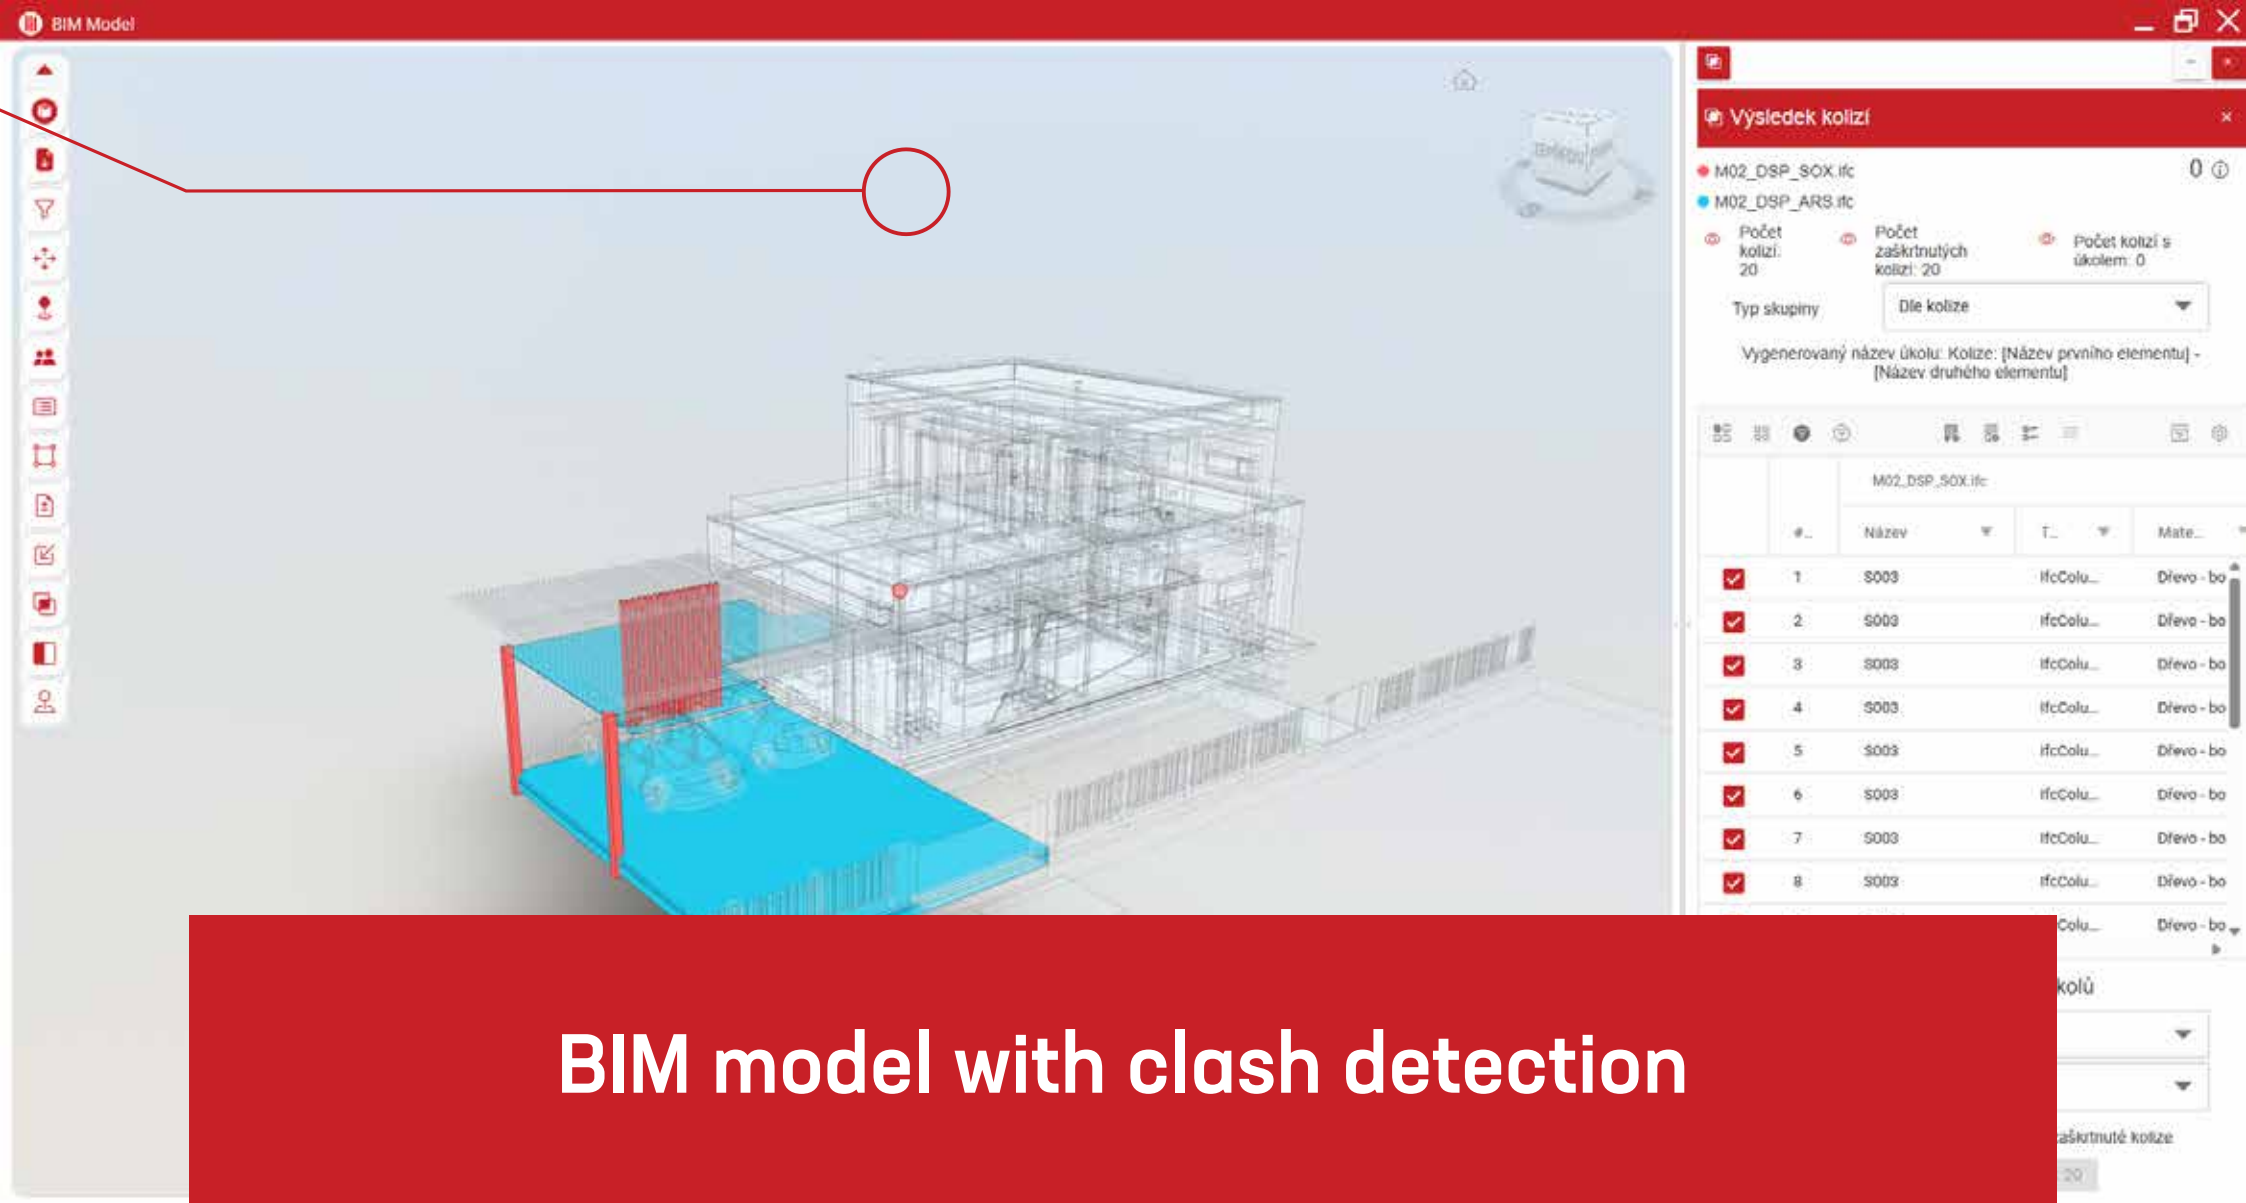 BIM Model
Výsledek kolizí
M02_DSP_SOX.ifc
0
M02_DSP_ARS.ifc
Počet
kolizí:
20
Počet
zaškrtnutých
kolizí: 20
Počet kolizí s
úkolem: 0
Typ skupiny
Dle kolize
Vygenerovaný název úkolu: Kolize: [Název prvního elementu] -
[Název druhého elementu]
M02_DSP_SOX.ifc
#... Název T... Mate...
1 S003 IfcColu... Dřevo - bo
2 S003 IfcColu... Dřevo - bo
3 S003 IfcColu... Dřevo - bo
4 S003 IfcColu... Dřevo - bo
5 S003 IfcColu... Dřevo - bo
6 S003 IfcColu... Dřevo - bo
7 S003 IfcColu... Dřevo - bo
8 S003 IfcColu... Dřevo - bo
Colu... Dřevo - bo
kolů
BIM model with clash detection
aškrtnuté kolize
20